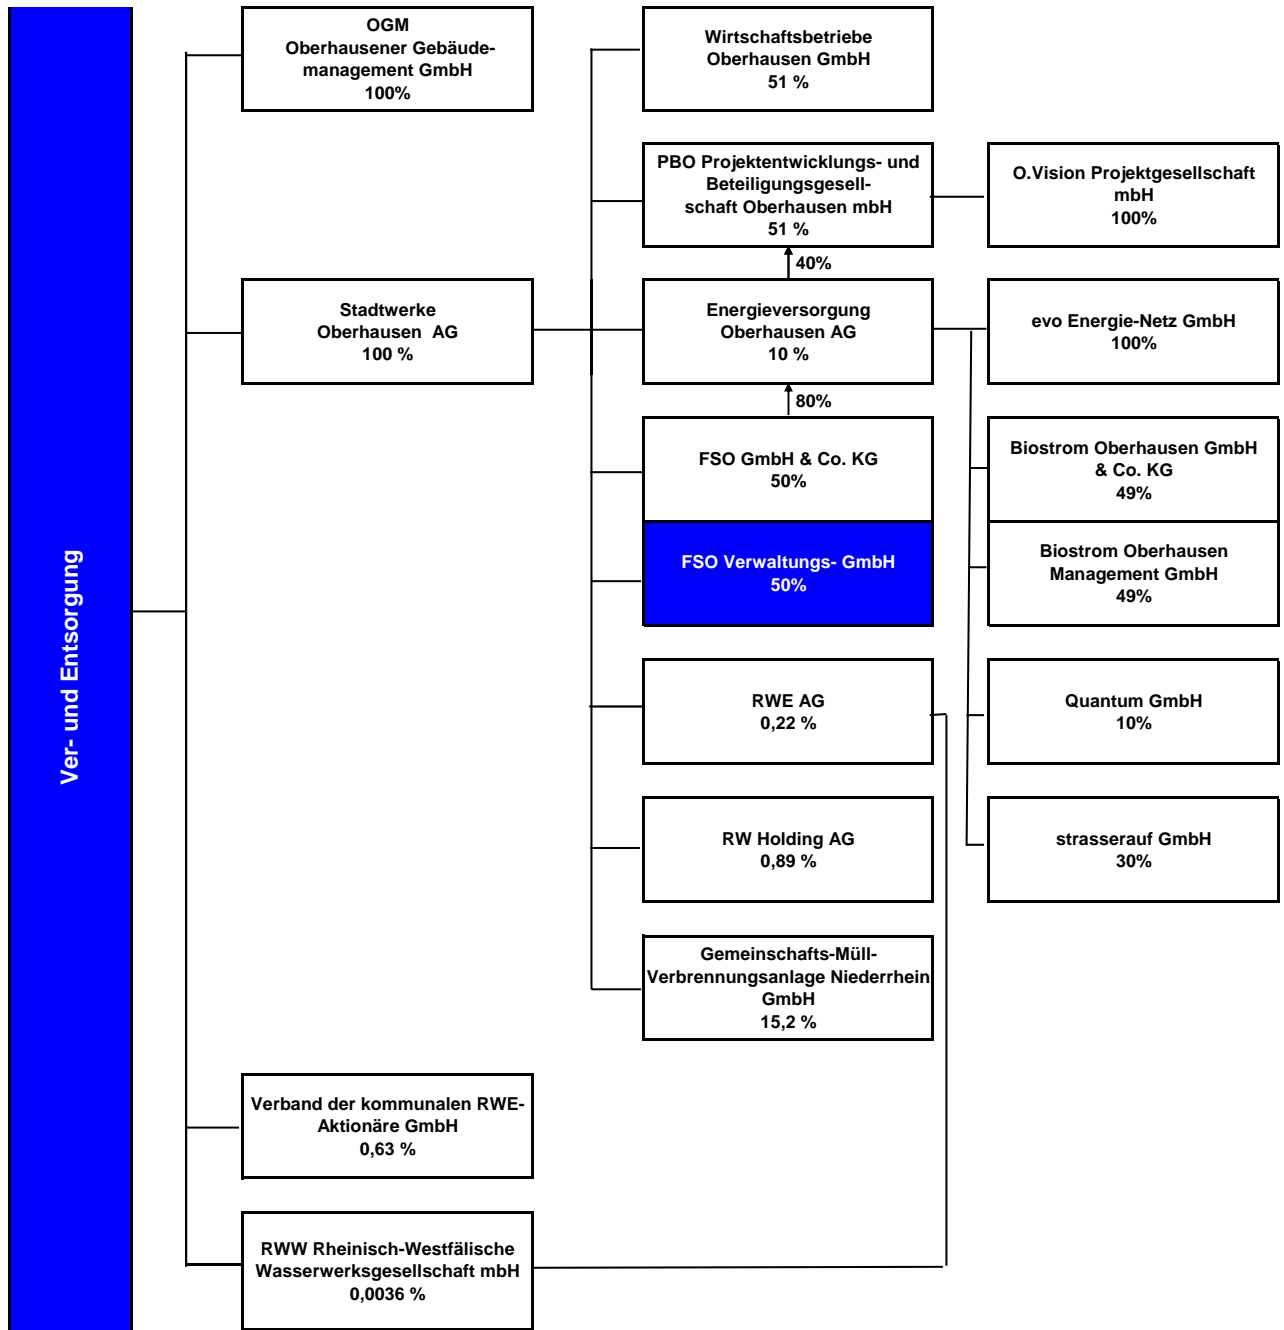 Ver- und Entsorgung
OGM
Oberhausener Gebäude-
management GmbH
100%
Stadtwerke
Oberhausen AG
100 %
Verband der kommunalen RWE-
Aktionäre GmbH
0,63 %
RWW Rheinisch-Westfälische
Wasserwerksgesellschaft mbH
0,0036 %
Wirtschaftsbetriebe
Oberhausen GmbH
51 %
PBO Projektentwicklungs- und
Beteiligungsgesell-
schaft Oberhausen mbH
51 %
40%
Energieversorgung
Oberhausen AG
10 %
80%
FSO GmbH & Co. KG
50%
FSO Verwaltungs- GmbH
50%
RWE AG
0,22 %
RW Holding AG
0,89 %
Gemeinschafts-Müll-
Verbrennungsanlage Niederrhein
GmbH
15,2 %
O.Vision Projektgesellschaft
mbH
100%
evo Energie-Netz GmbH
100%
Biostrom Oberhausen GmbH
& Co. KG
49%
Biostrom Oberhausen
Management GmbH
49%
Quantum GmbH
10%
strasserauf GmbH
30%